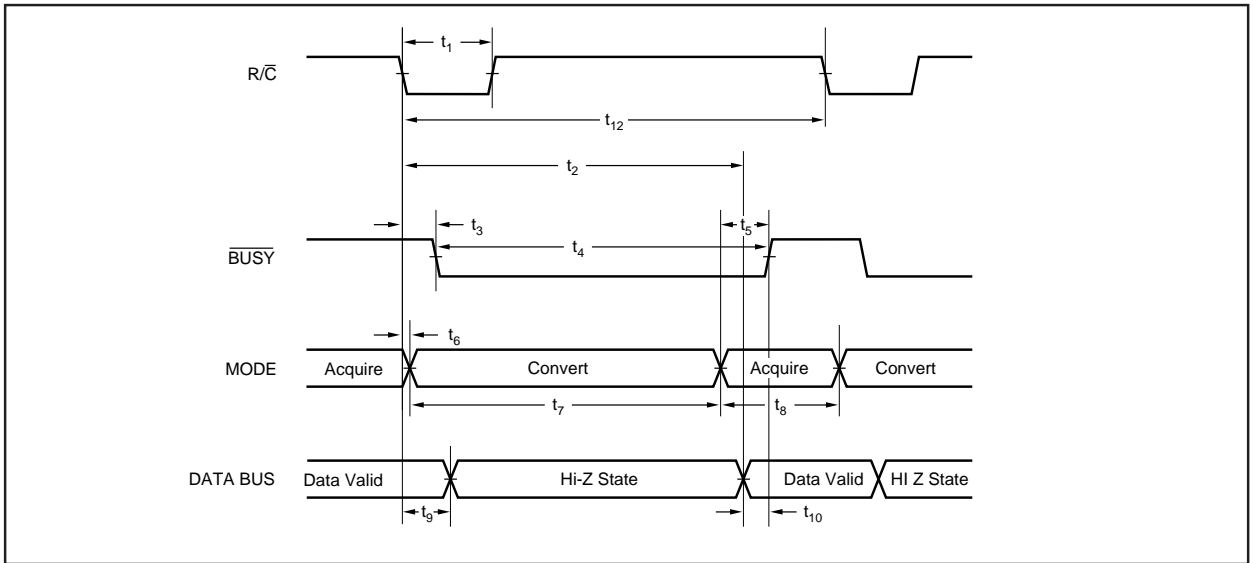 t₁
R/C̅
t₁₂
t₂
t₃
t₄
t₅
B̅U̅S̅Y̅
t₆
MODE
Acquire
Convert
Acquire
Convert
t₇
t₈
DATA BUS
Data Valid
Hi-Z State
Data Valid
HI Z State
t₉
t₁₀